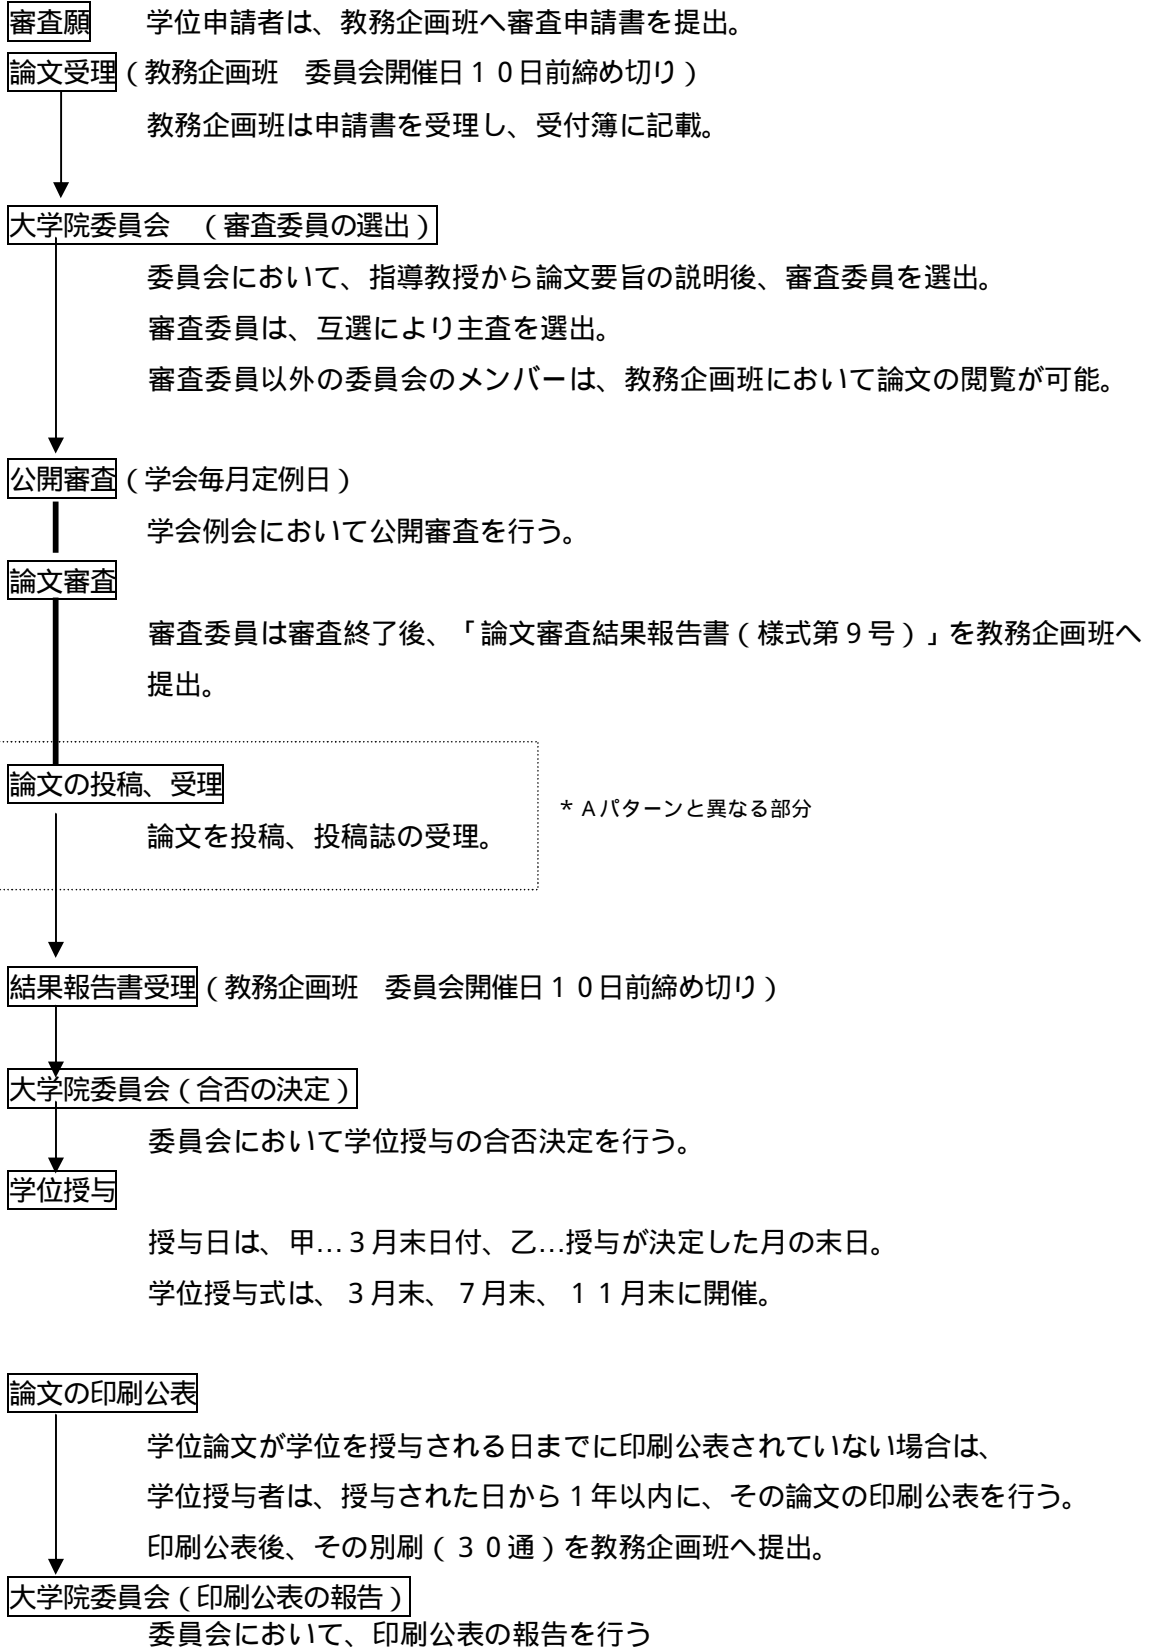 審査願　　学位申請者は、教務企画班へ審査申請書を提出。
論文受理（教務企画班　委員会開催日１０日前締め切り）
教務企画班は申請書を受理し、受付簿に記載。
大学院委員会　（審査委員の選出）
委員会において、指導教授から論文要旨の説明後、審査委員を選出。
審査委員は、互選により主査を選出。
審査委員以外の委員会のメンバーは、教務企画班において論文の閲覧が可能。
公開審査（学会毎月定例日）
学会例会において公開審査を行う。
論文審査
審査委員は審査終了後、「論文審査結果報告書（様式第９号）」を教務企画班へ
提出。
論文の投稿、受理
＊Ａパターンと異なる部分
論文を投稿、投稿誌の受理。
結果報告書受理（教務企画班　委員会開催日１０日前締め切り）
大学院委員会（合否の決定）
委員会において学位授与の合否決定を行う。
学位授与
授与日は、甲…３月末日付、乙…授与が決定した月の末日。
学位授与式は、３月末、７月末、１１月末に開催。
論文の印刷公表
学位論文が学位を授与される日までに印刷公表されていない場合は、
学位授与者は、授与された日から１年以内に、その論文の印刷公表を行う。
印刷公表後、その別刷（３０通）を教務企画班へ提出。
大学院委員会（印刷公表の報告）
委員会において、印刷公表の報告を行う